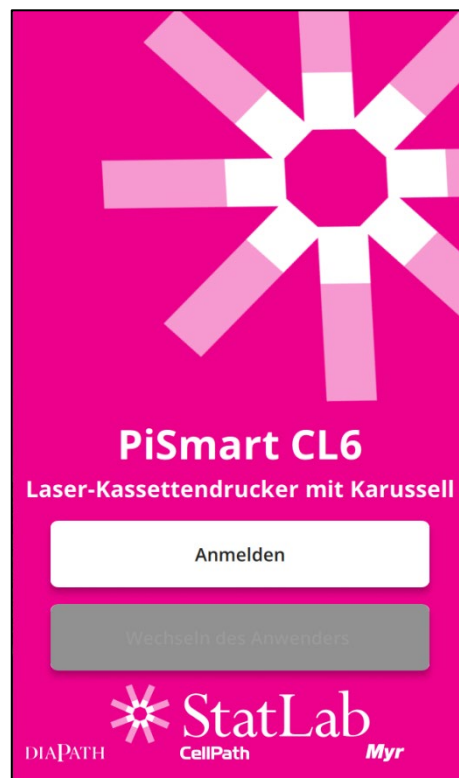 PiSmart CL6
Laser-Kassettendrucker mit Karussell
Anmelden
Wechseln des Anwenders
StatLab
DIAPATH CellPath Myr